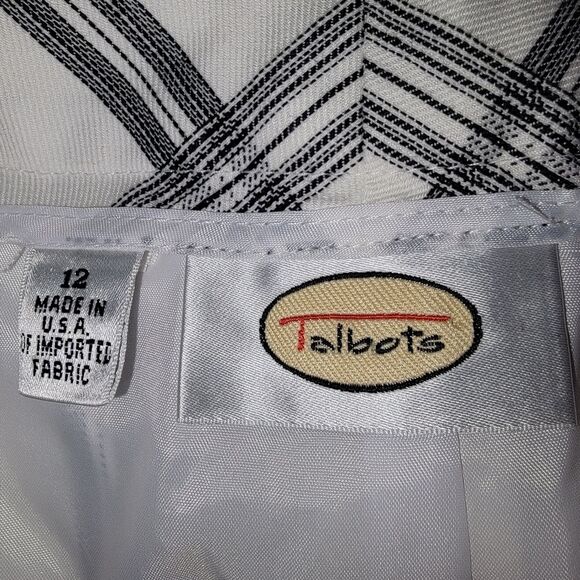 12
MADE IN
U.S.A.
OF IMPORTED
FABRIC
Talbots